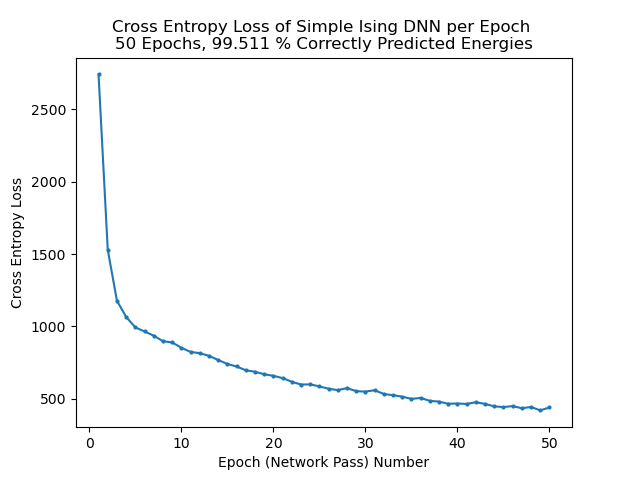 Cross Entropy Loss of Simple Ising DNN per Epoch
50 Epochs, 99.511 % Correctly Predicted Energies
Cross Entropy Loss
2500
2000
1500
1000
500
0 10 20 30 40 50
Epoch (Network Pass) Number